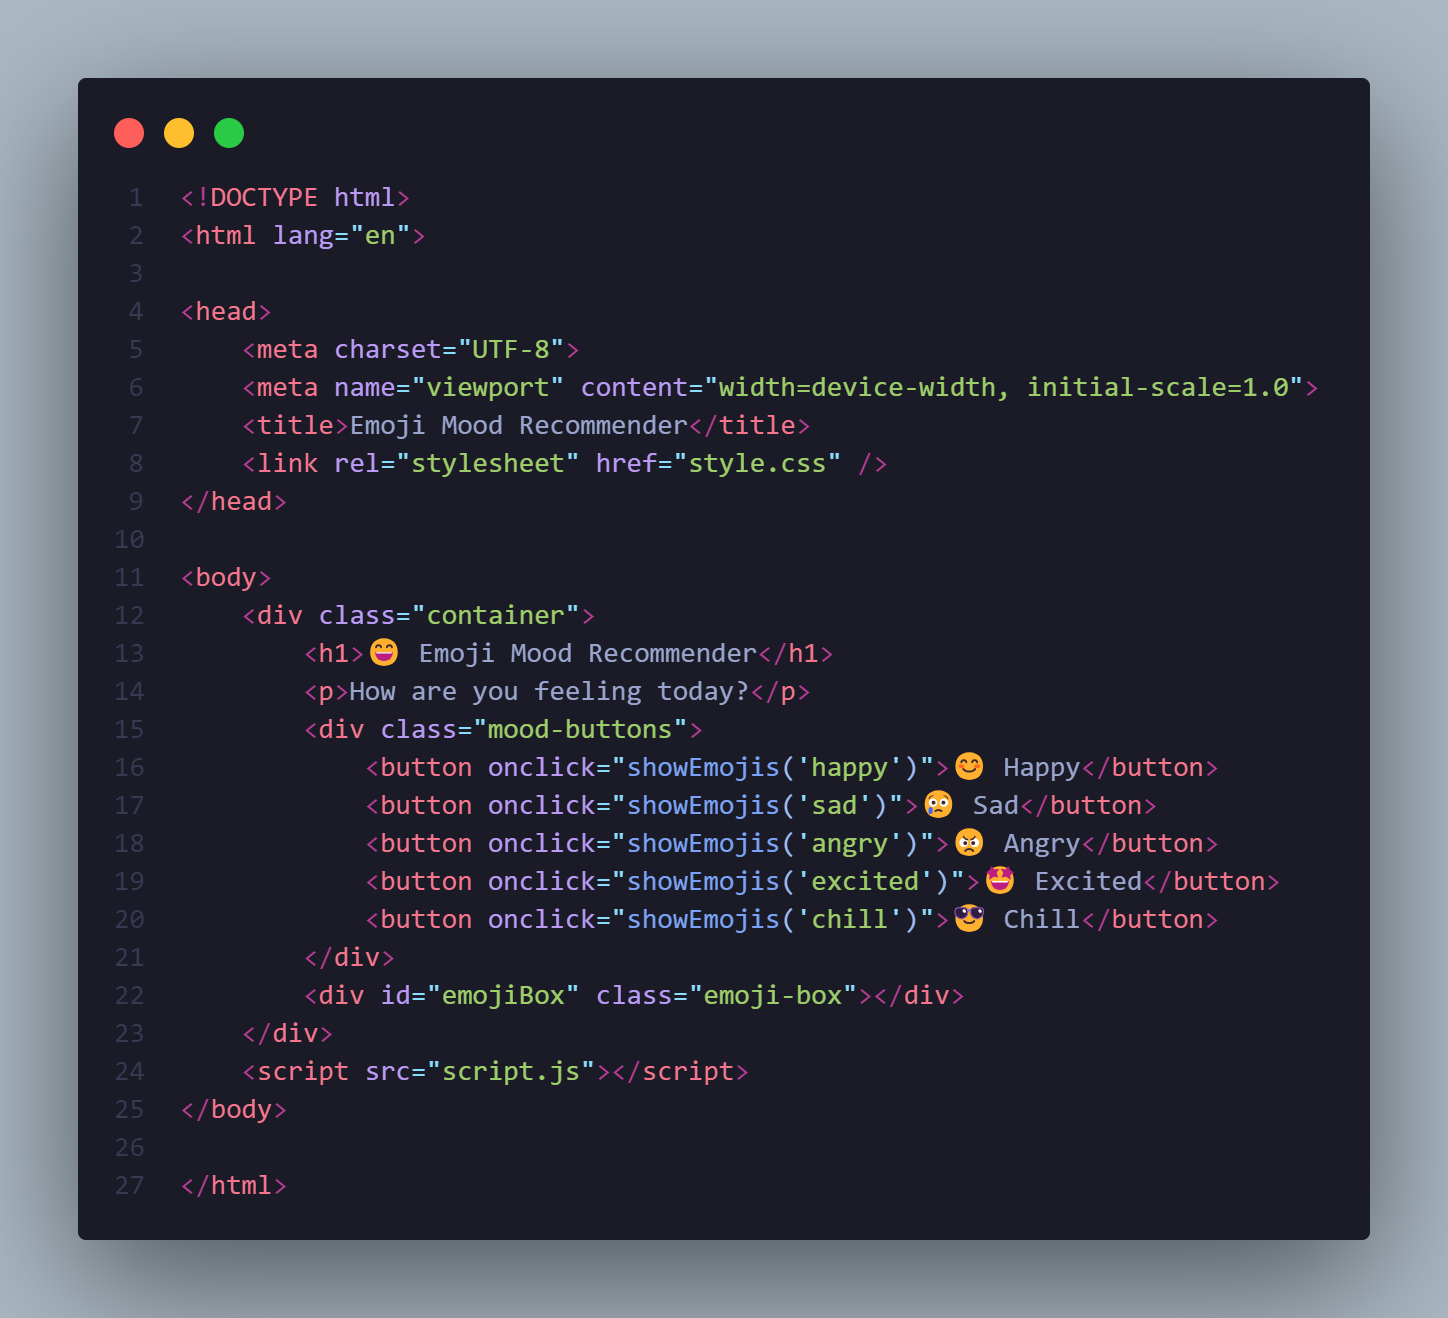 1 <!DOCTYPE html>
2 <html lang="en">
3
4 <head>
5     <meta charset="UTF-8">
6     <meta name="viewport" content="width=device-width, initial-scale=1.0">
7     <title>Emoji Mood Recommender</title>
8     <link rel="stylesheet" href="style.css" />
9 </head>
10
11 <body>
12     <div class="container">
13         <h1>😄 Emoji Mood Recommender</h1>
14         <p>How are you feeling today?</p>
15         <div class="mood-buttons">
16             <button onclick="showEmojis('happy')">😊 Happy</button>
17             <button onclick="showEmojis('sad')">😢 Sad</button>
18             <button onclick="showEmojis('angry')">😠 Angry</button>
19             <button onclick="showEmojis('excited')">🤩 Excited</button>
20             <button onclick="showEmojis('chill')">😎 Chill</button>
21         </div>
22         <div id="emojiBox" class="emoji-box"></div>
23     </div>
24     <script src="script.js"></script>
25 </body>
26
27 </html>